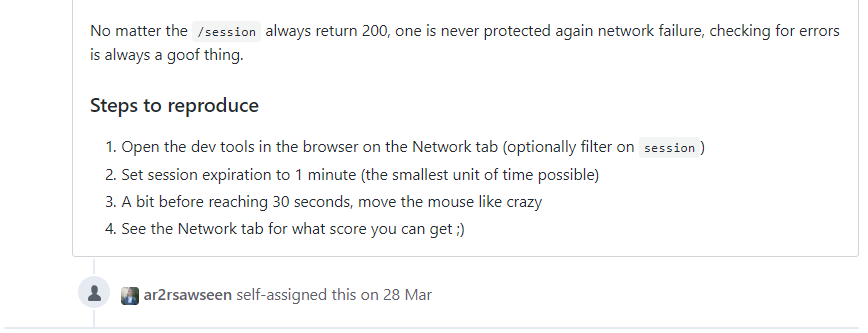 No matter the /session always return 200, one is never protected again network failure, checking for errors
is always a goof thing.
Steps to reproduce
1. Open the dev tools in the browser on the Network tab (optionally filter on session )
2. Set session expiration to 1 minute (the smallest unit of time possible)
3. A bit before reaching 30 seconds, move the mouse like crazy
4. See the Network tab for what score you can get ;)
ar2rsawseen self-assigned this on 28 Mar